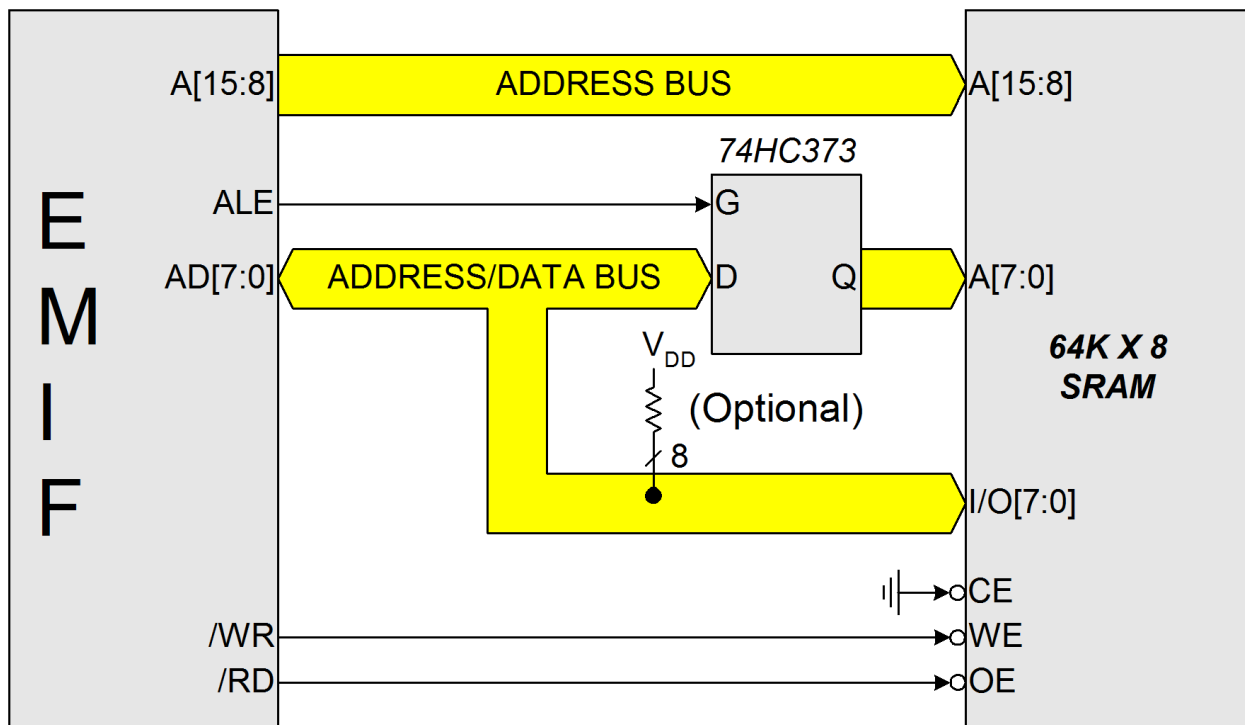 A[15:8]
ADDRESS BUS
A[15:8]
74HC373
ALE
G
E
M
I
F
AD[7:0]
ADDRESS/DATA BUS
D
Q
A[7:0]
VDD
(Optional)
8
64K X 8
SRAM
I/O[7:0]
CE
/WR
WE
/RD
OE